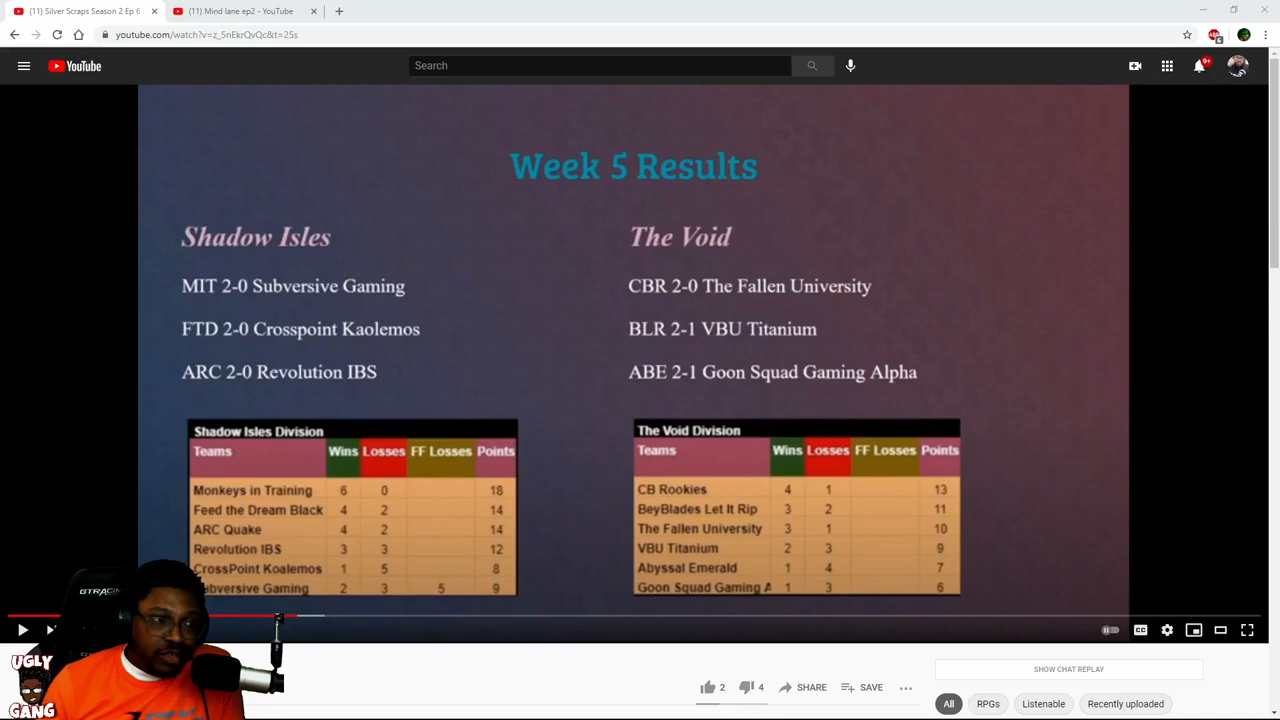 (11) Silver Scraps Season 2 Ep 6
(11) Mind lane ep2 - YouTube
youtube.com/watch?v=z_5nEkrQvQc&t=25s
YouTube
Search
9+
Week 5 Results
Shadow Isles
MIT 2-0 Subversive Gaming
FTD 2-0 Crosspoint Kaolemos
ARC 2-0 Revolution IBS
The Void
CBR 2-0 The Fallen University
BLR 2-1 VBU Titanium
ABE 2-1 Goon Squad Gaming Alpha
Shadow Isles Division
Teams Wins Losses FF Losses Points
Monkeys in Training 6 0 18
Feed the Dream Black 4 2 14
ARC Quake 4 2 14
Revolution IBS 3 3 12
CrossPoint Koalemos 1 5 8
ubversive Gaming 2 3 5 9
The Void Division
Teams Wins Losses FF Losses Points
CB Rookies 4 1 13
BeyBlades Let It Rip 3 2 11
The Fallen University 3 1 10
VBU Titanium 2 3 9
Abyssal Emerald 1 4 7
Goon Squad Gaming A 1 3 6
GTRACING
UGLY
GANG
2 4 SHARE SAVE
SHOW CHAT REPLAY
All RPGs Listenable Recently uploaded